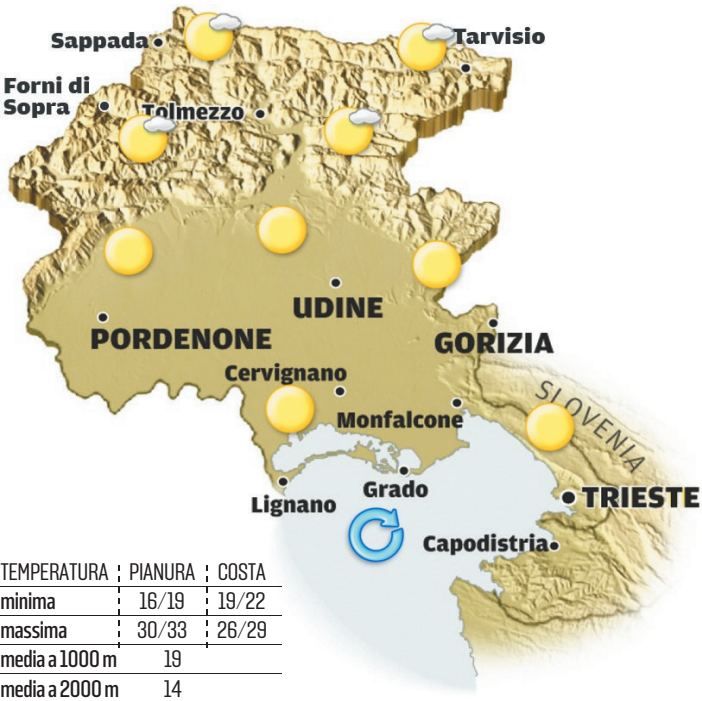 Sappada
Tarvisio
Forni di
Sopra
Tolmezzo
UDINE
PORDENONE
GORIZIA
Cervignano
SLOVENIA
Monfalcone
Grado
Lignano
TRIESTE
Capodistria
TEMPERATURA PIANURA COSTA
minima 16/19 19/22
massima 30/33 26/29
media a 1000 m 19
media a 2000 m 14